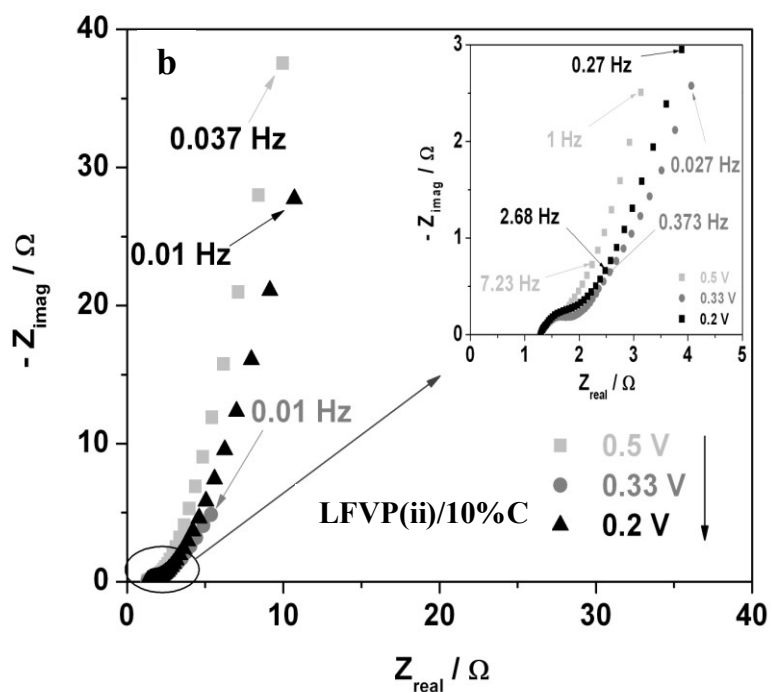 b
- Z_imag / Ω
40
30
20
10
0
0
10
20
30
40
Z_real / Ω
0.037 Hz
0.01 Hz
0.01 Hz
LFVP(ii)/10%C
0.5 V
0.33 V
0.2 V
- Z_imag / Ω
3
2
1
0
0
1
2
3
4
5
Z_real / Ω
0.27 Hz
1 Hz
0.027 Hz
2.68 Hz
0.373 Hz
7.23 Hz
0.5 V
0.33 V
0.2 V